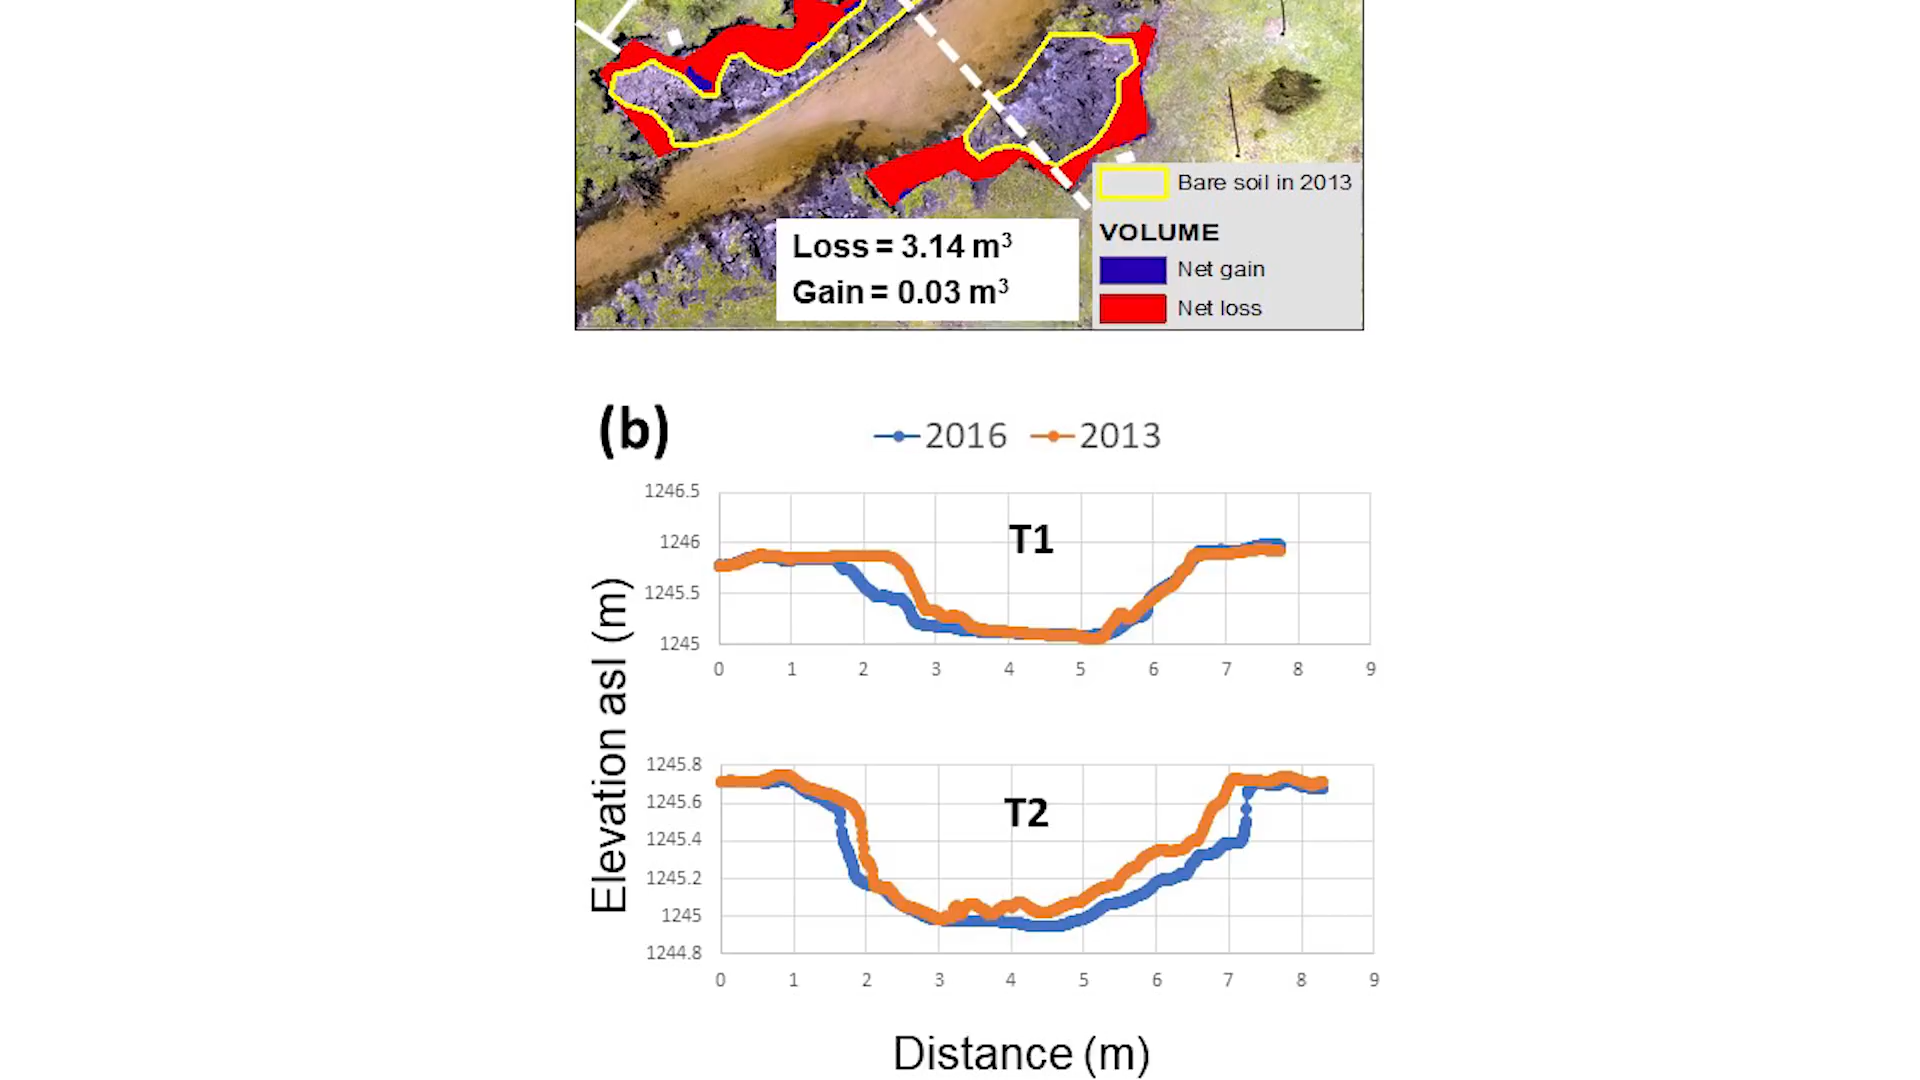 Bare soil in 2013
VOLUME
Loss = 3.14 m³
Net gain
Gain = 0.03 m³
Net loss
(b)
2016 2013
1246.5
T1
1246
1245.5
1245
0 1 2 3 4 5 6 7 8 9
Elevation asl (m)
1245.8
T2
1245.6
1245.4
1245.2
1245
1244.8
0 1 2 3 4 5 6 7 8 9
Distance (m)